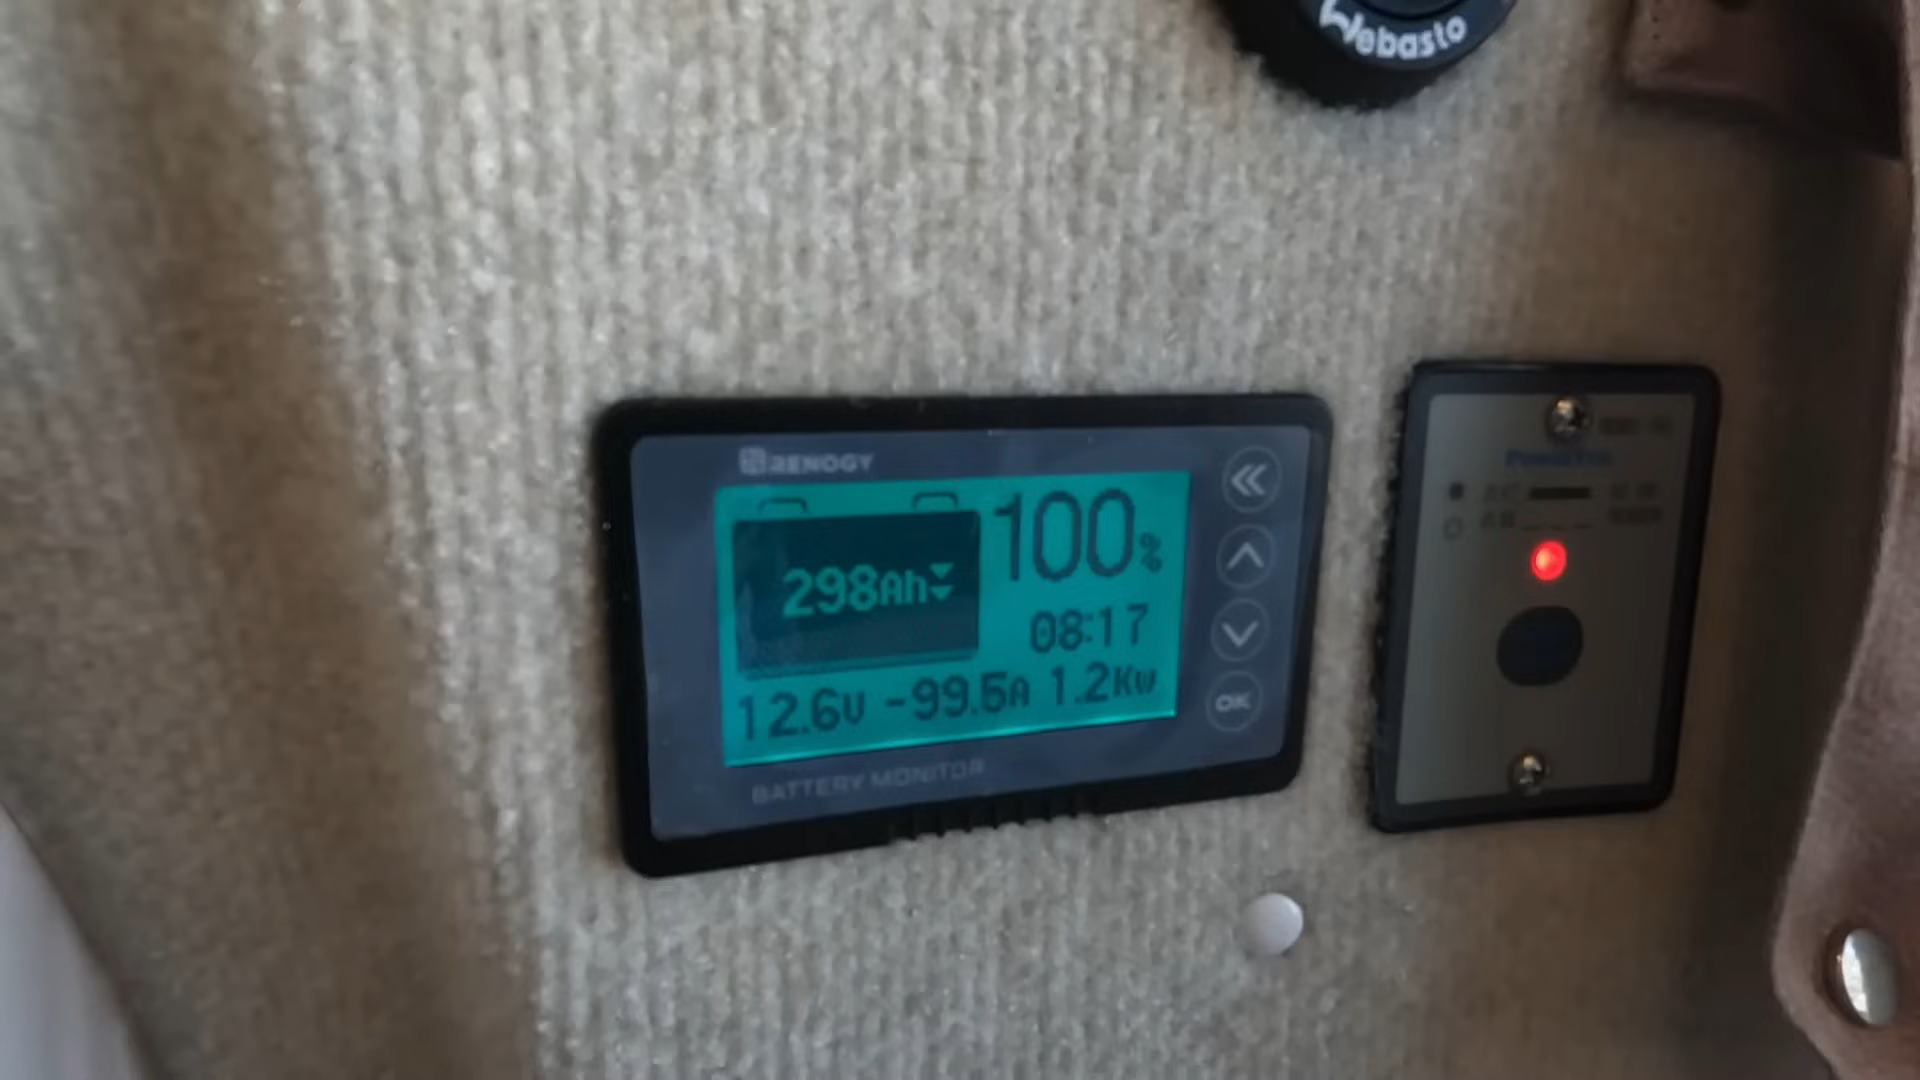 Webasto
RENOGY
298Ah
100%
08:17
12.6V -99.5A 1.2KW
OK
BATTERY MONITOR